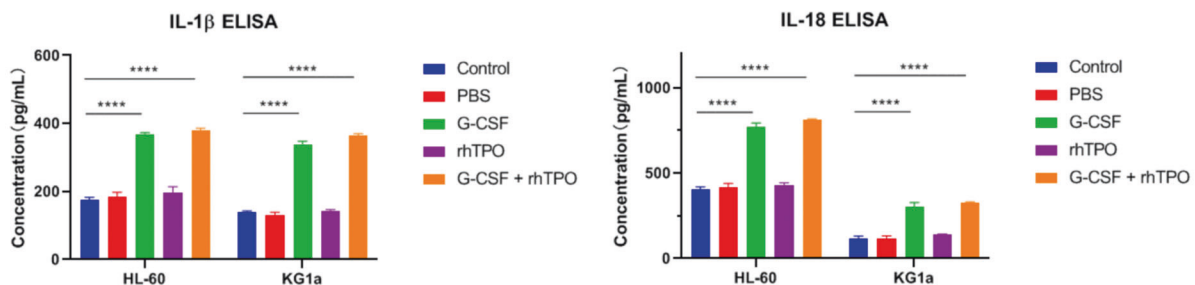 IL-1β ELISA
Concentration(pg/mL)
600
400
200
0
****
****
****
****
HL-60
KG1a
Control
PBS
G-CSF
rhTPO
G-CSF + rhTPO
IL-18 ELISA
Concentration(pg/mL)
1000
500
0
****
****
****
****
HL-60
KG1a
Control
PBS
G-CSF
rhTPO
G-CSF + rhTPO